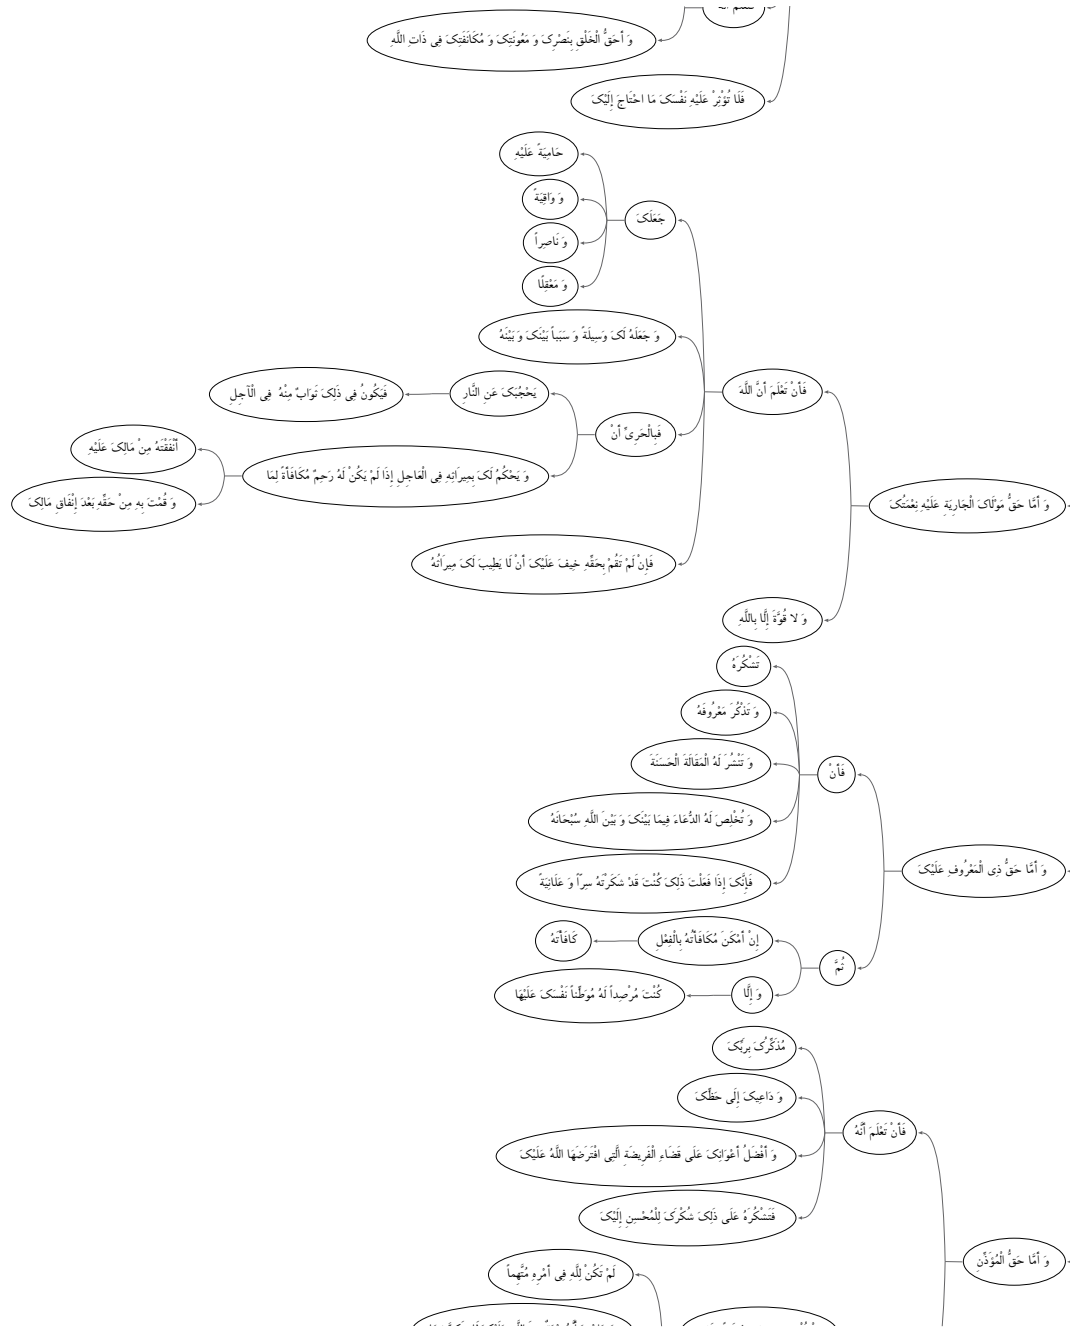 وَ أَحَقُّ الْخَلْقِ بِنَصْرِکَ وَ مَعُونَتِکَ وَ مُکَانَفَتِکَ فِی ذَاتِ اللَّهِ
فَلَا تُؤْثِرْ عَلَیْهِ نَفْسَکَ مَا احْتَاجَ إِلَیْکَ
وَ أَمَّا حَقُّ مَوْلَاکَ الْجَارِیَةِ عَلَیْهِ نِعْمَتُکَ
فَأَنْ تَعْلَمَ أَنَّ اللَّهَ
جَعَلَکَ
حَامِیَةً عَلَیْهِ
وَ وَاقِیَةً
وَ نَاصِراً
وَ مَعْقِلًا
وَ جَعَلَهُ لَکَ وَسِیلَةً وَ سَبَباً بَیْنَکَ وَ بَیْنَهُ
فَبِالْحَرِیِّ أَنْ
یَحْجُبَکَ عَنِ النَّارِ
فَیَکُونُ فِی ذَلِکَ ثَوَابٌ مِنْهُ فِی الْآجِلِ
وَ یَحْکُمُ لَکَ بِمِیرَاثِهِ فِی الْعَاجِلِ إِذَا لَمْ یَکُنْ لَهُ رَحِمٌ مُکَافَأَةً لِمَا
أَنْفَقْتَهُ مِنْ مَالِکَ عَلَیْهِ
وَ قُمْتَ بِهِ مِنْ حَقِّهِ بَعْدَ إِنْفَاقِ مَالِکَ
فَإِنْ لَمْ تَقُمْ بِحَقِّهِ خِیفَ عَلَیْکَ أَنْ لَا یَطِیبَ لَکَ مِیرَاثُهُ
وَ لا قُوَّةَ إِلَّا بِاللَّهِ
وَ أَمَّا حَقُّ ذِی الْمَعْرُوفِ عَلَیْکَ
فَأَنْ
تَشْکُرَهُ
وَ تَذْکُرَ مَعْرُوفَهُ
وَ تَنْشُرَ لَهُ الْمَقَالَةَ الْحَسَنَةَ
وَ تُخْلِصَ لَهُ الدُّعَاءَ فِیمَا بَیْنَکَ وَ بَیْنَ اللَّهِ سُبْحَانَهُ
فَإِنَّکَ إِذَا فَعَلْتَ ذَلِکَ کُنْتَ قَدْ شَکَرْتَهُ سِرّاً وَ عَلَانِیَةً
ثُمَّ
إِنْ أَمْکَنَ مُکَافَأَتُهُ بِالْفِعْلِ
کَافَأْتَهُ
وَ إِلَّا
کُنْتَ مُرْصِداً لَهُ مُوَطِّناً نَفْسَکَ عَلَیْهَا
وَ أَمَّا حَقُّ الْمُؤَذِّنِ
فَأَنْ تَعْلَمَ أَنَّهُ
مُذَکِّرُکَ بِرَبِّکَ
وَ دَاعِیکَ إِلَی حَظِّکَ
وَ أَفْضَلُ أَعْوَانِکَ عَلَی قَضَاءِ الْفَرِیضَةِ الَّتِی افْتَرَضَهَا اللَّهُ عَلَیْکَ
فَتَشْکُرَهُ عَلَی ذَلِکَ شُکْرَکَ لِلْمُحْسِنِ إِلَیْکَ
لَمْ تَکُنْ لِلَّهِ فِی أَمْرِهِ مُتَّهِماً